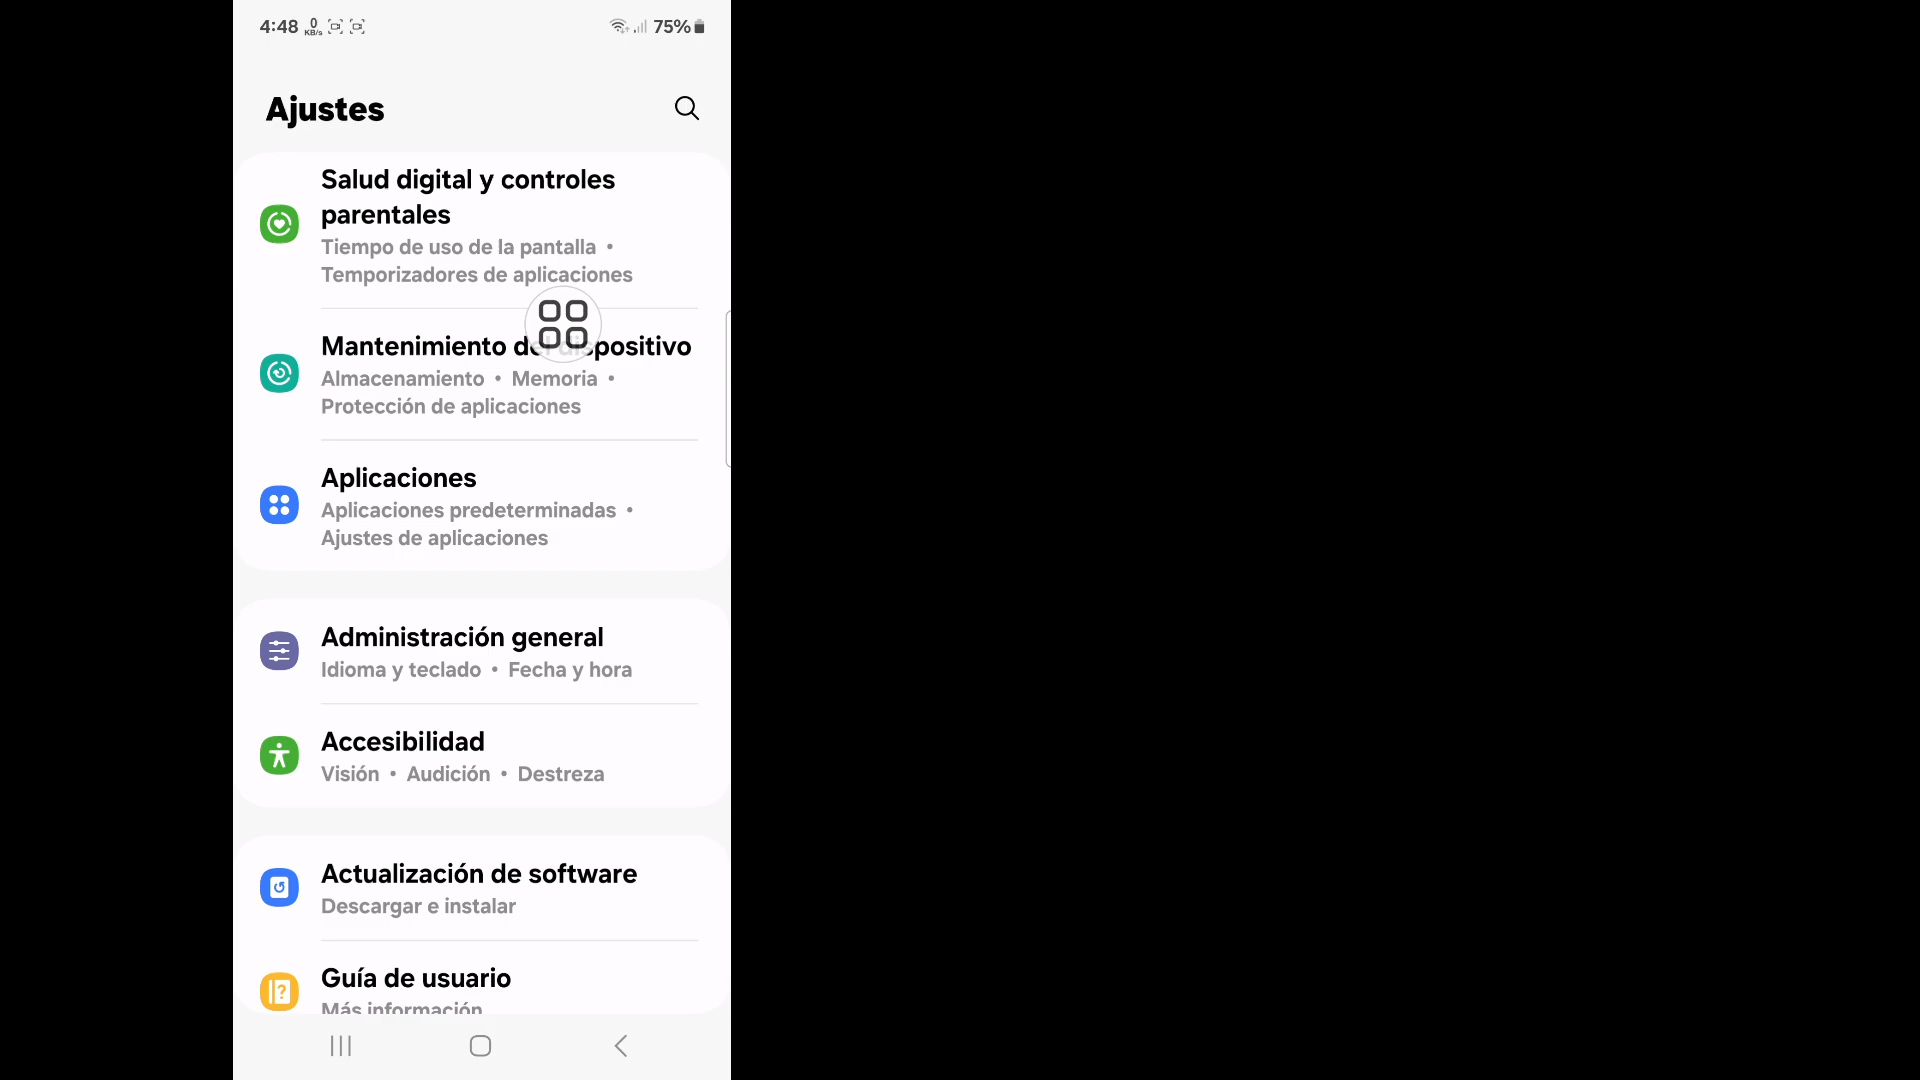 4:48 0 KB/s 75%
Ajustes
Salud digital y controles
parentales
Tiempo de uso de la pantalla •
Temporizadores de aplicaciones
Mantenimiento del dispositivo
Almacenamiento • Memoria •
Protección de aplicaciones
Aplicaciones
Aplicaciones predeterminadas •
Ajustes de aplicaciones
Administración general
Idioma y teclado • Fecha y hora
Accesibilidad
Visión • Audición • Destreza
Actualización de software
Descargar e instalar
Guía de usuario
Más información